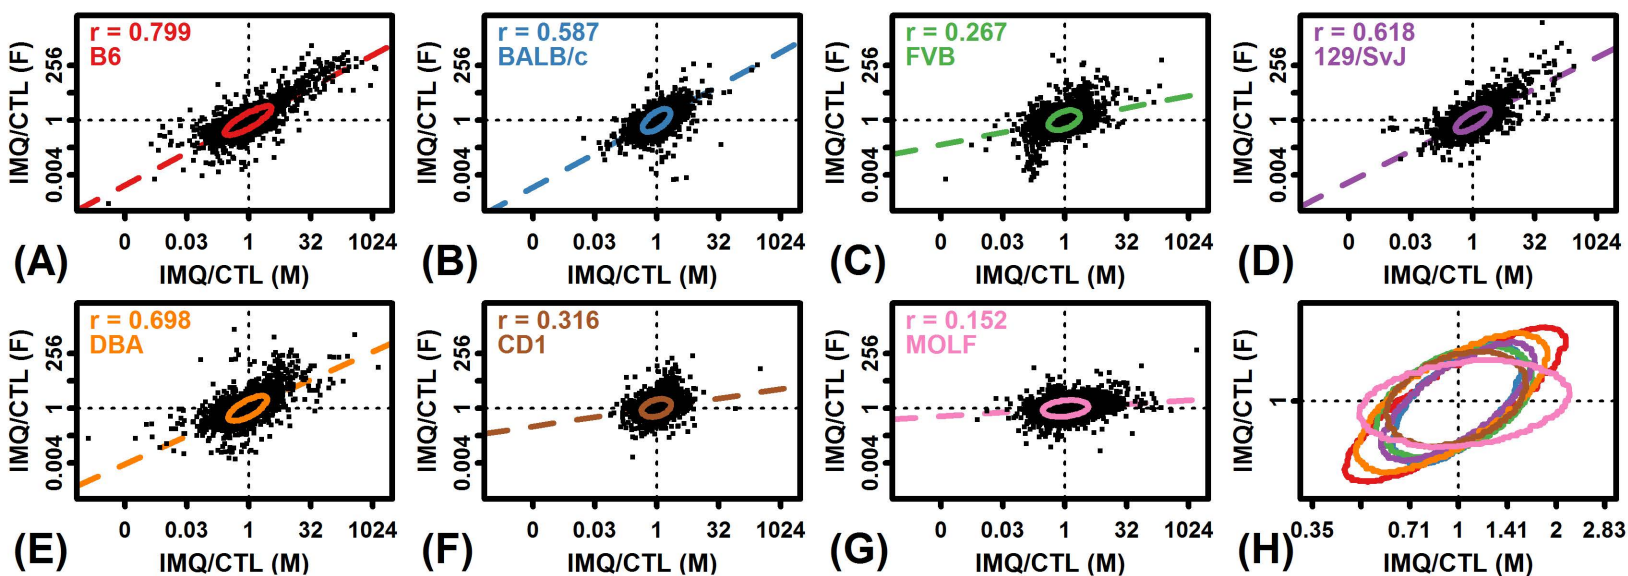 r = 0.799
B6
IMQ/CTL (F)
256
1
0.004
0
0.03
1
32
1024
(A)
IMQ/CTL (M)
r = 0.587
BALB/c
IMQ/CTL (F)
256
1
0.004
0
0.03
1
32
1024
(B)
IMQ/CTL (M)
r = 0.267
FVB
IMQ/CTL (F)
256
1
0.004
0
0.03
1
32
1024
(C)
IMQ/CTL (M)
r = 0.618
129/SvJ
IMQ/CTL (F)
256
1
0.004
0
0.03
1
32
1024
(D)
IMQ/CTL (M)
r = 0.698
DBA
IMQ/CTL (F)
256
1
0.004
0
0.03
1
32
1024
(E)
IMQ/CTL (M)
r = 0.316
CD1
IMQ/CTL (F)
256
1
0.004
0
0.03
1
32
1024
(F)
IMQ/CTL (M)
r = 0.152
MOLF
IMQ/CTL (F)
256
1
0.004
0
0.03
1
32
1024
(G)
IMQ/CTL (M)
IMQ/CTL (F)
1
0.35
0.71
1
1.41
2
2.83
(H)
IMQ/CTL (M)